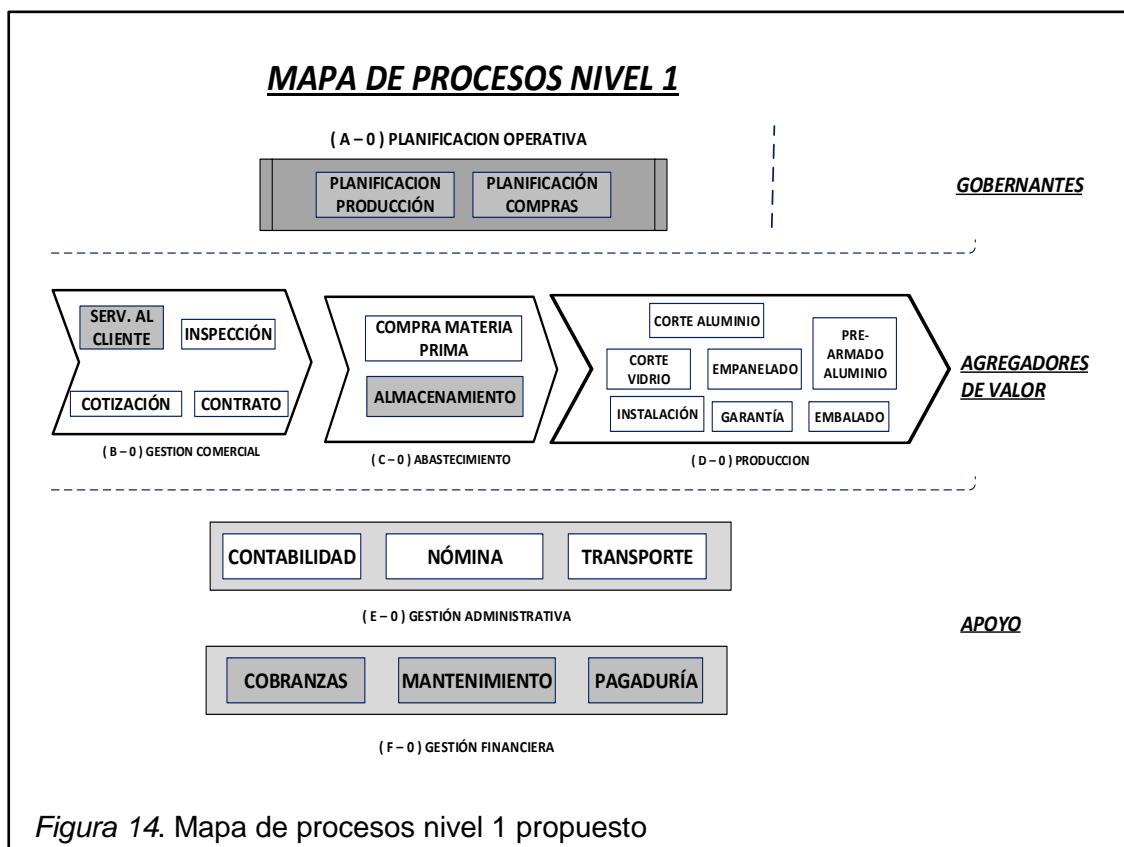 MAPA DE PROCESOS NIVEL 1
( A – 0 ) PLANIFICACION OPERATIVA
PLANIFICACION
PRODUCCIÓN
PLANIFICACIÓN
COMPRAS
GOBERNANTES
SERV. AL
CLIENTE
INSPECCIÓN
COTIZACIÓN
CONTRATO
( B – 0 ) GESTION COMERCIAL
COMPRA MATERIA
PRIMA
ALMACENAMIENTO
( C – 0 ) ABASTECIMIENTO
CORTE ALUMINIO
CORTE
VIDRIO
EMPANELADO
PRE-
ARMADO
ALUMINIO
INSTALACIÓN
GARANTÍA
EMBALADO
( D – 0 ) PRODUCCION
AGREGADORES
DE VALOR
CONTABILIDAD
NÓMINA
TRANSPORTE
( E – 0 ) GESTIÓN ADMINISTRATIVA
APOYO
COBRANZAS
MANTENIMIENTO
PAGADURÍA
( F – 0 ) GESTIÓN FINANCIERA
Figura 14. Mapa de procesos nivel 1 propuesto